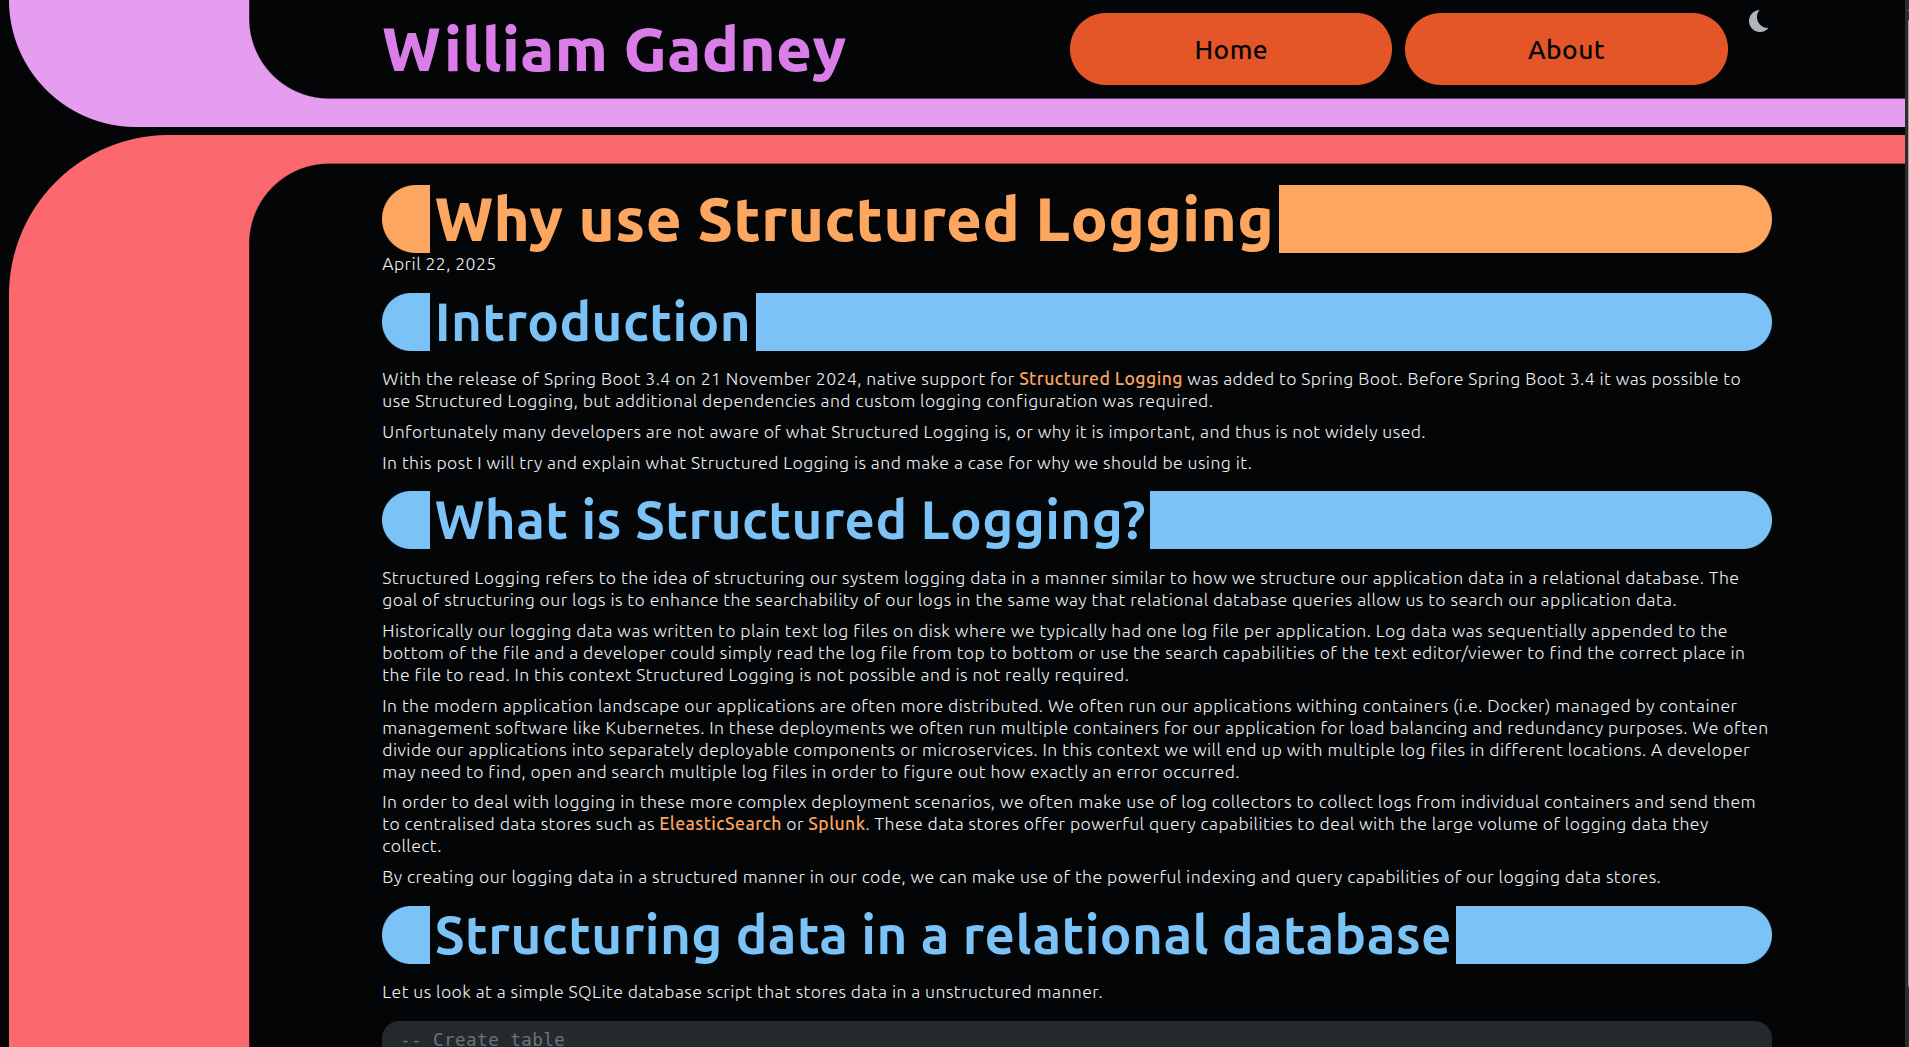 William Gadney
Home
About
Why use Structured Logging
April 22, 2025
Introduction
With the release of Spring Boot 3.4 on 21 November 2024, native support for Structured Logging was added to Spring Boot. Before Spring Boot 3.4 it was possible to
use Structured Logging, but additional dependencies and custom logging configuration was required.
Unfortunately many developers are not aware of what Structured Logging is, or why it is important, and thus is not widely used.
In this post I will try and explain what Structured Logging is and make a case for why we should be using it.
What is Structured Logging?
Structured Logging refers to the idea of structuring our system logging data in a manner similar to how we structure our application data in a relational database. The
goal of structuring our logs is to enhance the searchability of our logs in the same way that relational database queries allow us to search our application data.
Historically our logging data was written to plain text log files on disk where we typically had one log file per application. Log data was sequentially appended to the
bottom of the file and a developer could simply read the log file from top to bottom or use the search capabilities of the text editor/viewer to find the correct place in
the file to read. In this context Structured Logging is not possible and is not really required.
In the modern application landscape our applications are often more distributed. We often run our applications withing containers (i.e. Docker) managed by container
management software like Kubernetes. In these deployments we often run multiple containers for our application for load balancing and redundancy purposes. We often
divide our applications into separately deployable components or microservices. In this context we will end up with multiple log files in different locations. A developer
may need to find, open and search multiple log files in order to figure out how exactly an error occurred.
In order to deal with logging in these more complex deployment scenarios, we often make use of log collectors to collect logs from individual containers and send them
to centralised data stores such as EleasticSearch or Splunk. These data stores offer powerful query capabilities to deal with the large volume of logging data they
collect.
By creating our logging data in a structured manner in our code, we can make use of the powerful indexing and query capabilities of our logging data stores.
Structuring data in a relational database
Let us look at a simple SQLite database script that stores data in a unstructured manner.
-- Create table